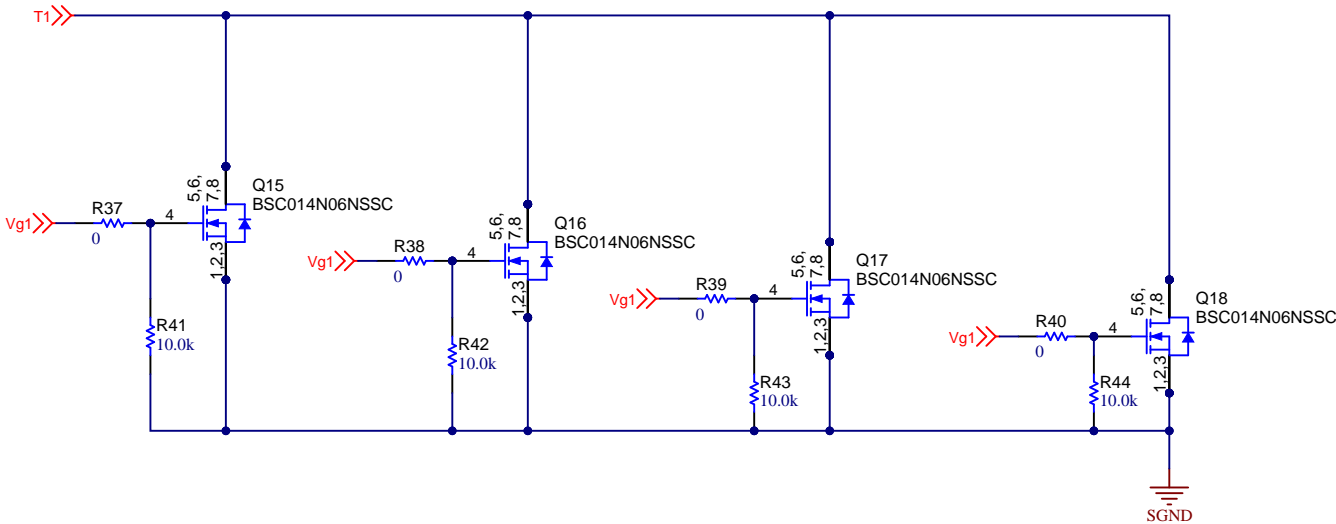 T1
Vg1
R37
0
4
5,6,
7,8
1,2,3
Q15
BSC014N06NSSC
R41
10.0k
Vg1
R38
0
4
5,6,
7,8
1,2,3
Q16
BSC014N06NSSC
R42
10.0k
Vg1
R39
0
4
5,6,
7,8
1,2,3
Q17
BSC014N06NSSC
R43
10.0k
Vg1
R40
0
4
5,6,
7,8
1,2,3
Q18
BSC014N06NSSC
R44
10.0k
SGND